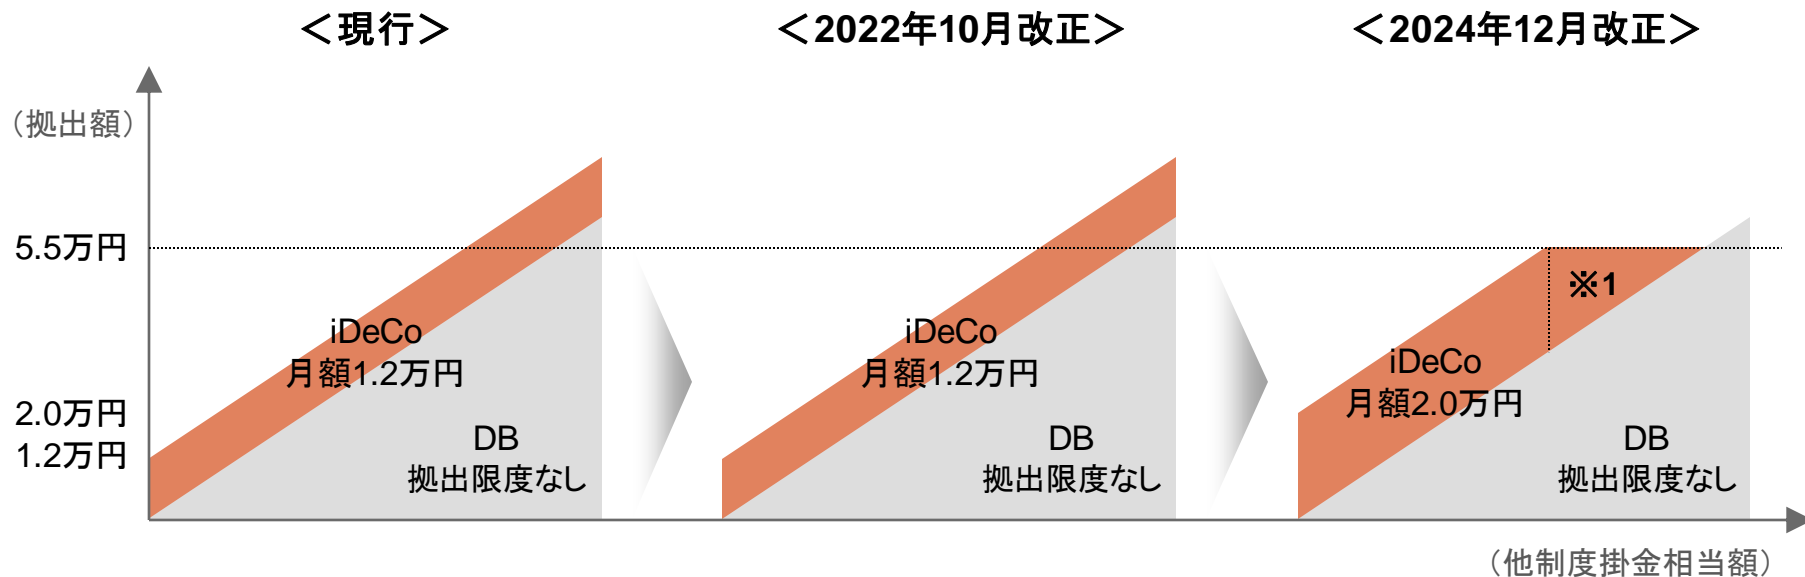 ＜現行＞
＜2022年10月改正＞
＜2024年12月改正＞
（拠出額）
5.5万円
2.0万円
1.2万円
iDeCo
月額1.2万円
DB
拠出限度なし
iDeCo
月額1.2万円
DB
拠出限度なし
※1
iDeCo
月額2.0万円
DB
拠出限度なし
（他制度掛金相当額）